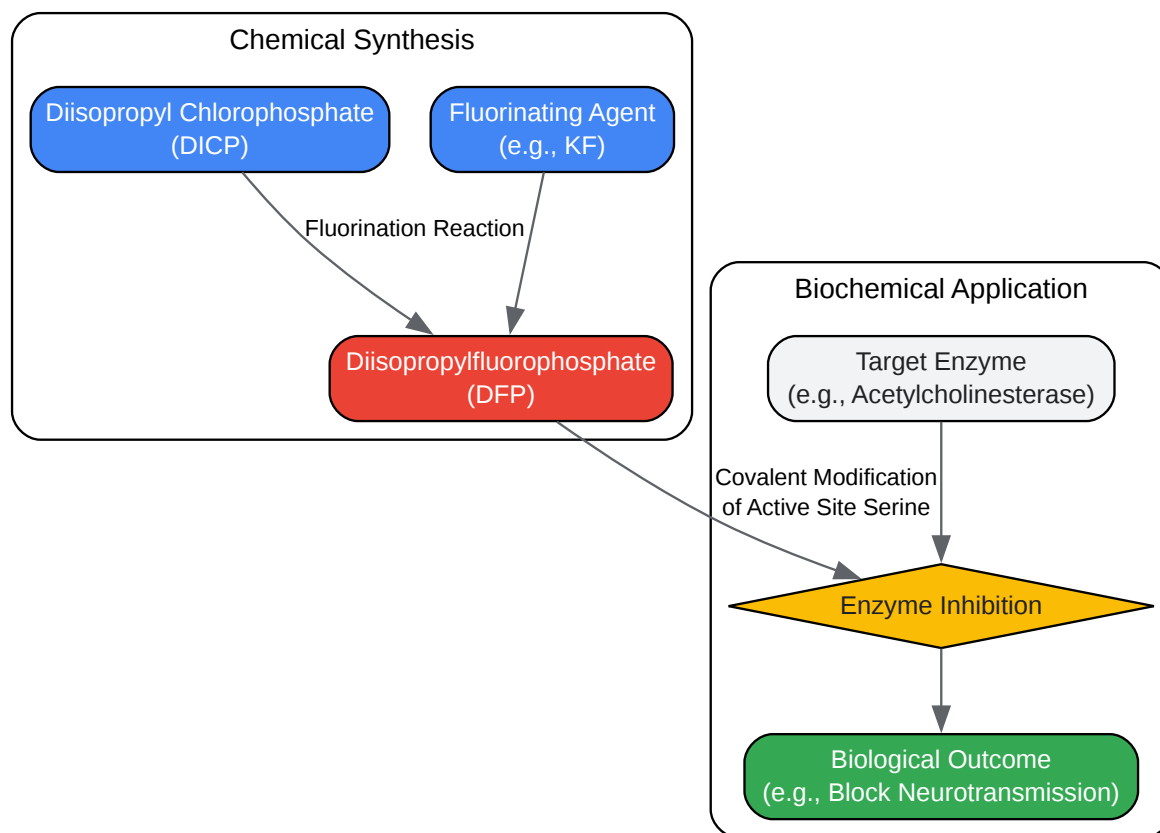 Chemical Synthesis
Diisopropyl Chlorophosphate
(DICP)
Fluorinating Agent
(e.g., KF)
Fluorination Reaction
Diisopropylfluorophosphate
(DFP)
Biochemical Application
Target Enzyme
(e.g., Acetylcholinesterase)
Covalent Modification
of Active Site Serine
Enzyme Inhibition
Biological Outcome
(e.g., Block Neurotransmission)